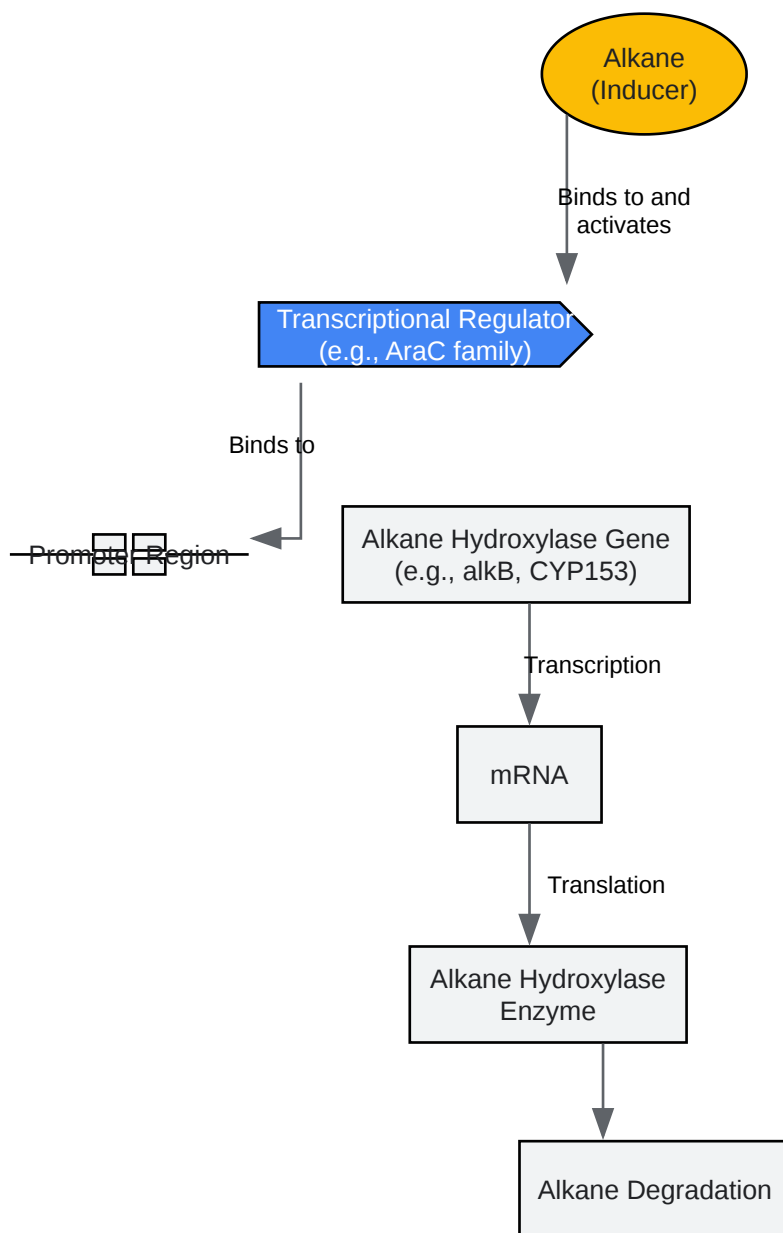 Alkane
(Inducer)
Binds to and
activates
Transcriptional Regulator
(e.g., AraC family)
Binds to
Promoter Region
Alkane Hydroxylase Gene
(e.g., alkB, CYP153)
Transcription
mRNA
Translation
Alkane Hydroxylase
Enzyme
Alkane Degradation